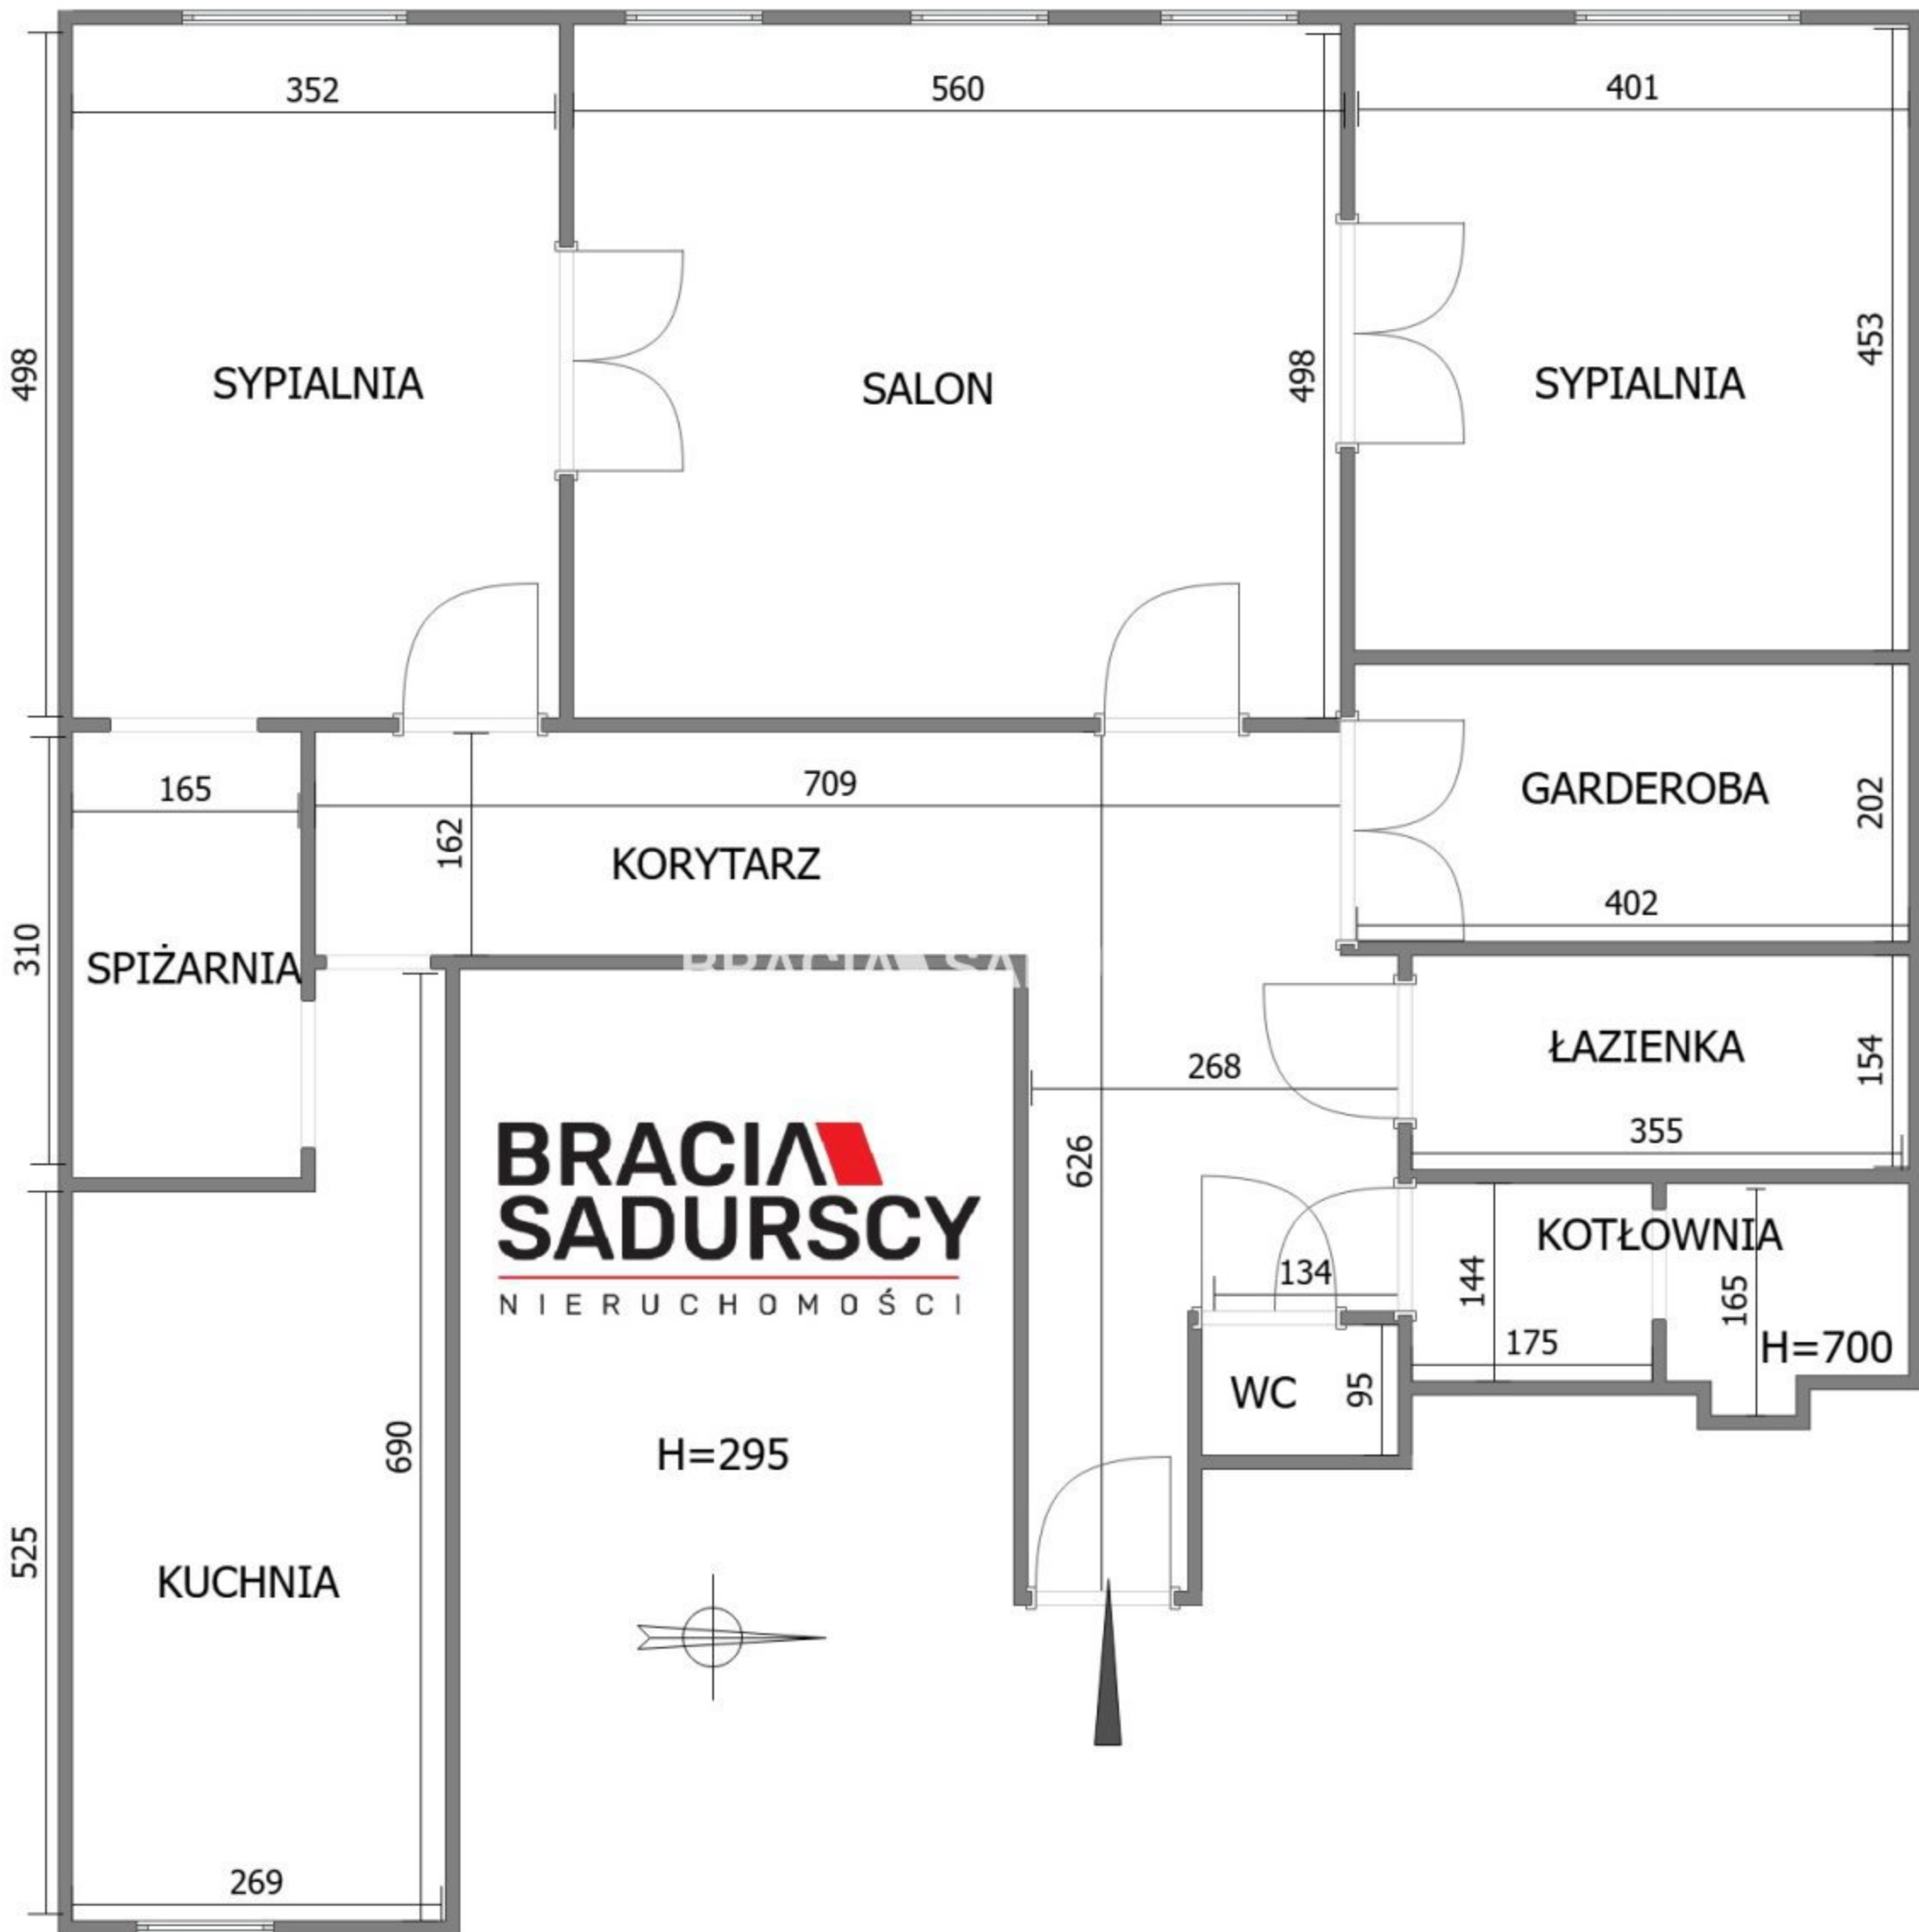 352
560
401
498
SYPIALNIA
SALON
498
SYPIALNIA
453
165
709
162
KORYTARZ
GARDEROBA
202
402
310
SPIŻARNIA
BRACIA SA
268
ŁAZIENKA
154
355
626
BRACIA
SADURSCY
NIERUCHOMOŚCI
KOTŁOWNIA
134
144
165
175
H=700
WC
95
690
H=295
525
KUCHNIA
269